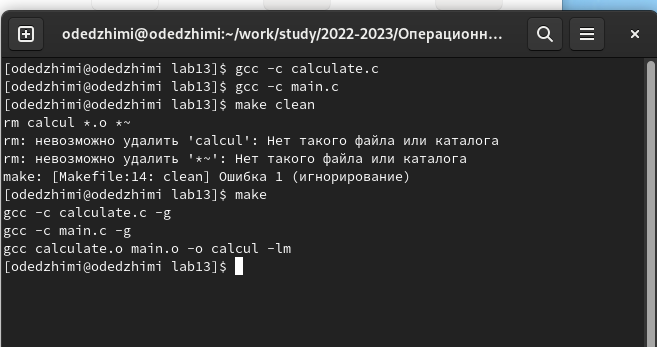 odedzhimi@odedzhimi:~/work/study/2022-2023/Операционн...
[odedzhimi@odedzhimi lab13]$ gcc -c calculate.c
[odedzhimi@odedzhimi lab13]$ gcc -c main.c
[odedzhimi@odedzhimi lab13]$ make clean
rm calcul *.o *~
rm: невозможно удалить 'calcul': Нет такого файла или каталога
rm: невозможно удалить '*~': Нет такого файла или каталога
make: [Makefile:14: clean] Ошибка 1 (игнорирование)
[odedzhimi@odedzhimi lab13]$ make
gcc -c calculate.c -g
gcc -c main.c -g
gcc calculate.o main.o -o calcul -lm
[odedzhimi@odedzhimi lab13]$